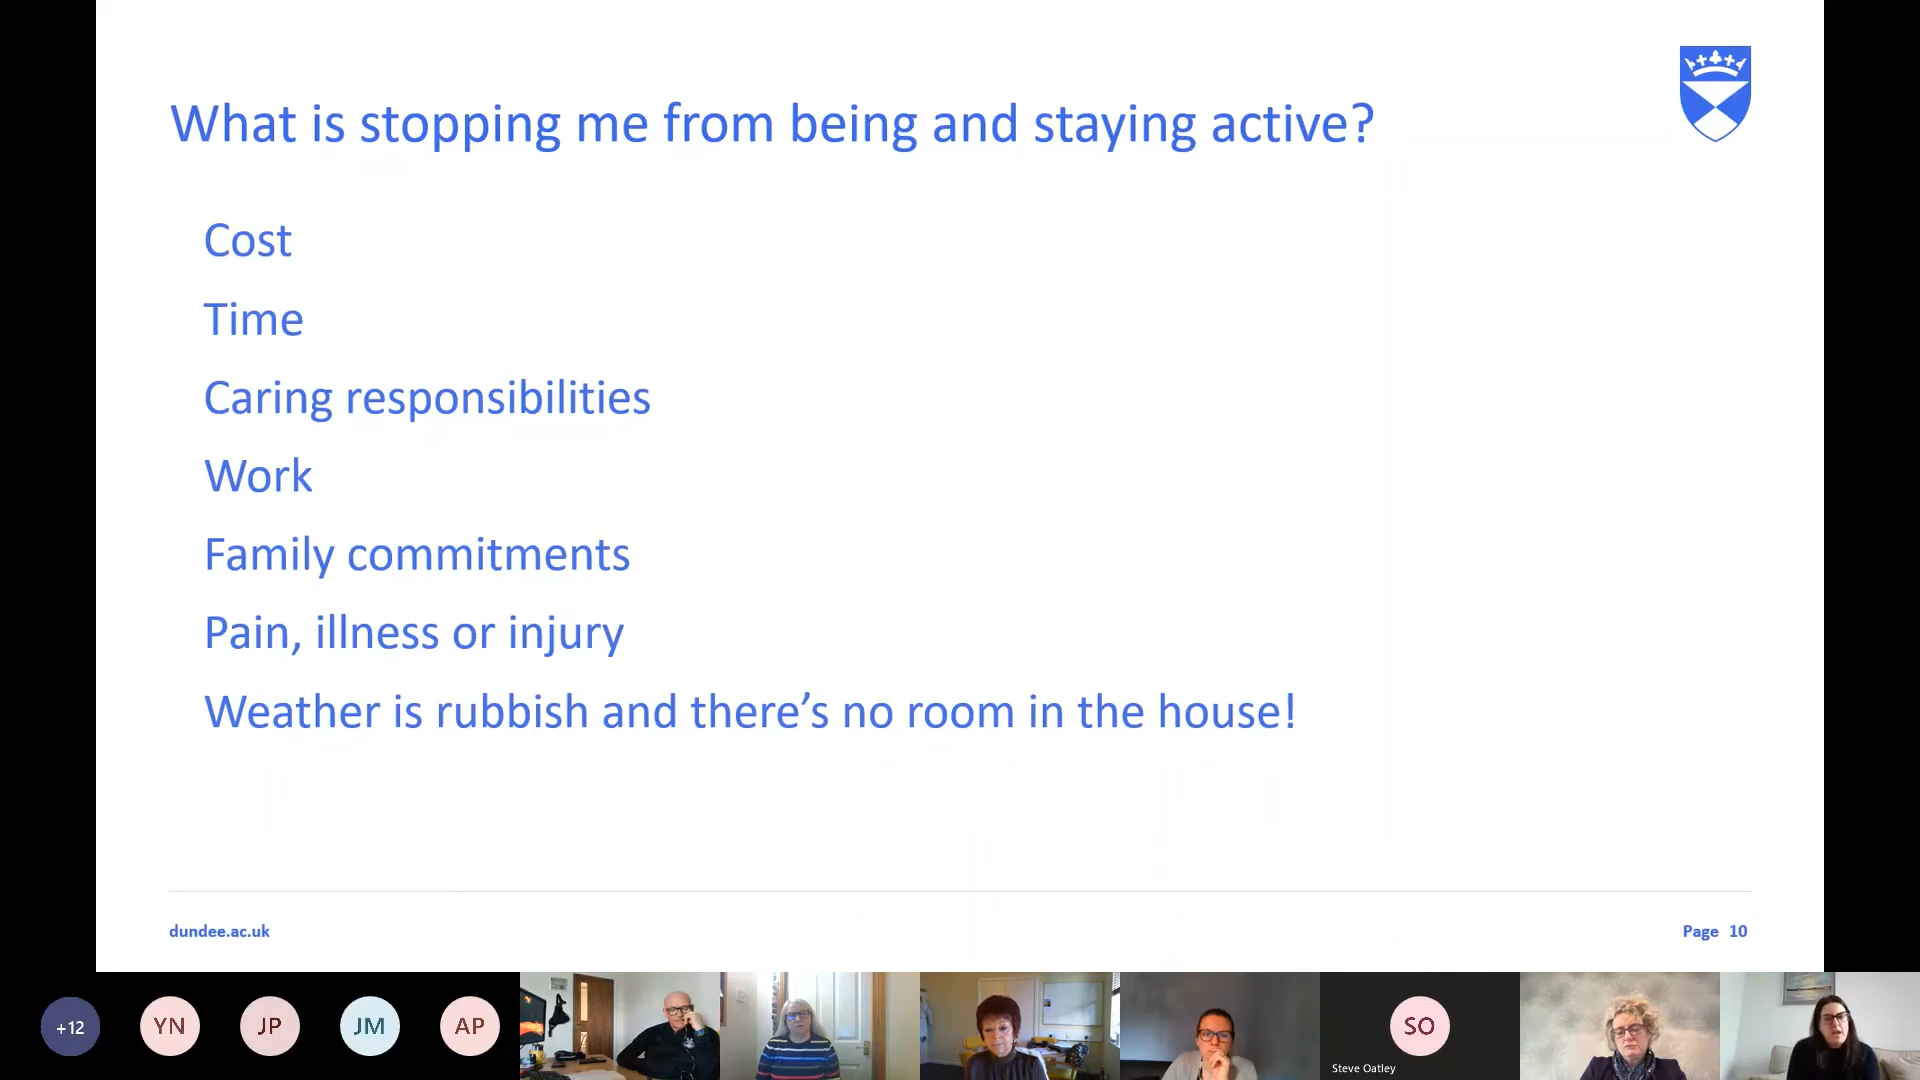 What is stopping me from being and staying active?
Cost
Time
Caring responsibilities
Work
Family commitments
Pain, illness or injury
Weather is rubbish and there’s no room in the house!
dundee.ac.uk
Page 10
+12
YN
JP
JM
AP
SO
Steve Oatley